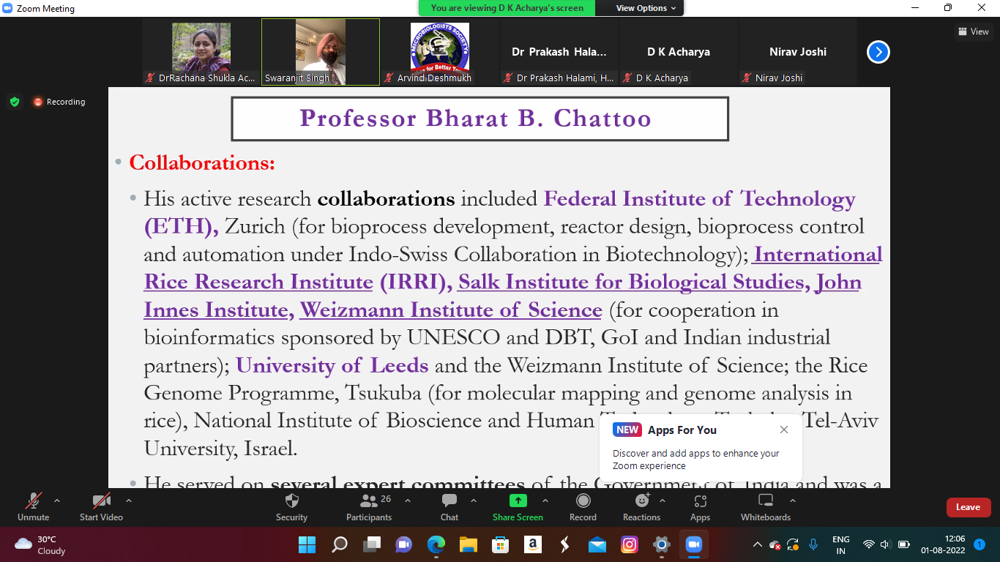 Zoom Meeting
You are viewing D K Acharya's screen
View Options
View
DrRachana Shukla Ac...
Swaranjit Singh
MICROBIOLOGISTS SOCIETY
for Better
Arvind Deshmukh
Dr Prakash Hala...
Dr Prakash Halami, H...
D K Acharya
D K Acharya
Nirav Joshi
Nirav Joshi
Recording
Professor Bharat B. Chattoo
Collaborations:
His active research collaborations included Federal Institute of Technology
(ETH), Zurich (for bioprocess development, reactor design, bioprocess control
and automation under Indo-Swiss Collaboration in Biotechnology); International
Rice Research Institute (IRRI), Salk Institute for Biological Studies, John
Innes Institute, Weizmann Institute of Science (for cooperation in
bioinformatics sponsored by UNESCO and DBT, GoI and Indian industrial
partners); University of Leeds and the Weizmann Institute of Science; the Rice
Genome Programme, Tsukuba (for molecular mapping and genome analysis in
rice), National Institute of Bioscience and Human Tel-Aviv
University, Israel.
He served on several expert committees of the Government of India and was a
NEW Apps For You
Discover and add apps to enhance your
Zoom experience
Unmute
Start Video
Security
26
Participants
Chat
Share Screen
Record
Reactions
Apps
Whiteboards
Leave
30°C
Cloudy
a
ENG
IN
12:06
01-08-2022
1